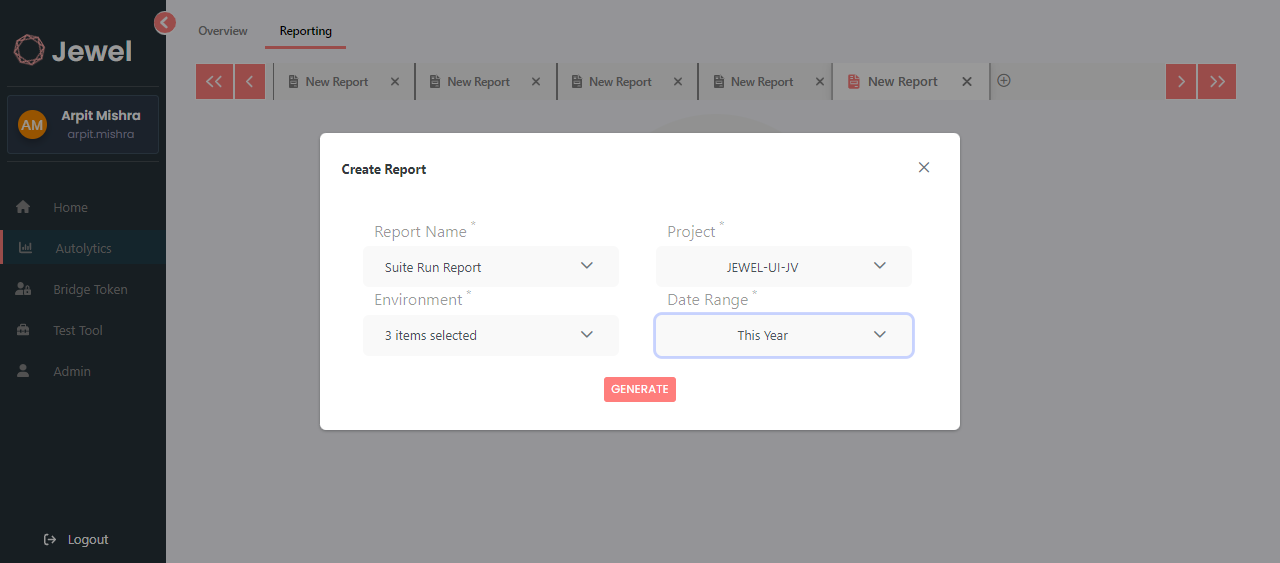 Jewel
Arpit Mishra
AM
arpit.mishra
Home
Autolytics
Bridge Token
Test Tool
Admin
Logout
Overview Reporting
New Report New Report New Report New Report New Report
Create Report
Report Name * Project *
Suite Run Report JEWEL-UI-JV
Environment * Date Range *
3 items selected This Year
GENERATE